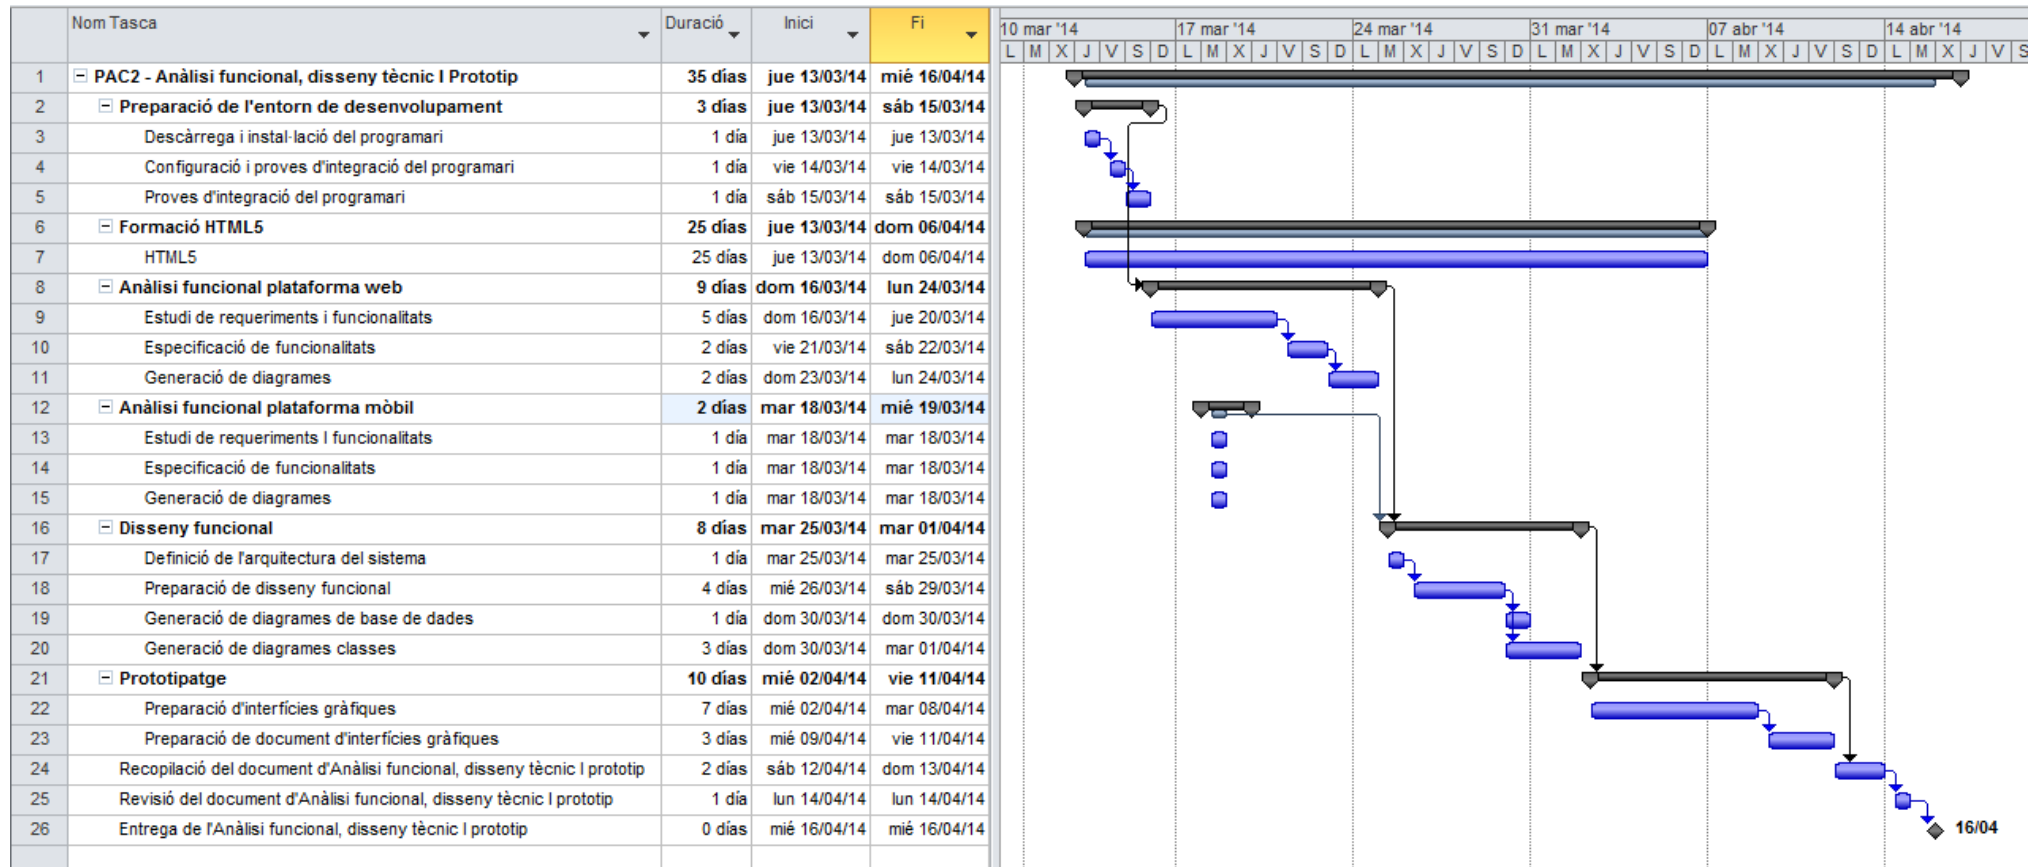 Nom Tasca Duració Inici Fi
10 mar '14 17 mar '14 24 mar '14 31 mar '14 07 abr '14 14 abr '14
L M X J V S D L M X J V S D L M X J V S D L M X J V S D L M X J V S D L M X J V S
1 PAC2 - Anàlisi funcional, disseny tècnic I Prototip 35 días jue 13/03/14 mié 16/04/14
2 Preparació de l'entorn de desenvolupament 3 días jue 13/03/14 sáb 15/03/14
3 Descàrrega i instal·lació del programari 1 día jue 13/03/14 jue 13/03/14
4 Configuració i proves d'integració del programari 1 día vie 14/03/14 vie 14/03/14
5 Proves d'integració del programari 1 día sáb 15/03/14 sáb 15/03/14
6 Formació HTML5 25 días jue 13/03/14 dom 06/04/14
7 HTML5 25 días jue 13/03/14 dom 06/04/14
8 Anàlisi funcional plataforma web 9 días dom 16/03/14 lun 24/03/14
9 Estudi de requeriments i funcionalitats 5 días dom 16/03/14 jue 20/03/14
10 Especificació de funcionalitats 2 días vie 21/03/14 sáb 22/03/14
11 Generació de diagrames 2 días dom 23/03/14 lun 24/03/14
12 Anàlisi funcional plataforma mòbil 2 días mar 18/03/14 mié 19/03/14
13 Estudi de requeriments I funcionalitats 1 día mar 18/03/14 mar 18/03/14
14 Especificació de funcionalitats 1 día mar 18/03/14 mar 18/03/14
15 Generació de diagrames 1 día mar 18/03/14 mar 18/03/14
16 Disseny funcional 8 días mar 25/03/14 mar 01/04/14
17 Definició de l'arquitectura del sistema 1 día mar 25/03/14 mar 25/03/14
18 Preparació de disseny funcional 4 días mié 26/03/14 sáb 29/03/14
19 Generació de diagrames de base de dades 1 día dom 30/03/14 dom 30/03/14
20 Generació de diagrames classes 3 días dom 30/03/14 mar 01/04/14
21 Prototipatge 10 días mié 02/04/14 vie 11/04/14
22 Preparació d'interfícies gràfiques 7 días mié 02/04/14 mar 08/04/14
23 Preparació de document d'interfícies gràfiques 3 días mié 09/04/14 vie 11/04/14
24 Recopilació del document d'Anàlisi funcional, disseny tècnic I prototip 2 días sáb 12/04/14 dom 13/04/14
25 Revisió del document d'Anàlisi funcional, disseny tècnic I prototip 1 día lun 14/04/14 lun 14/04/14
26 Entrega de l'Anàlisi funcional, disseny tècnic I prototip 0 días mié 16/04/14 mié 16/04/14 16/04